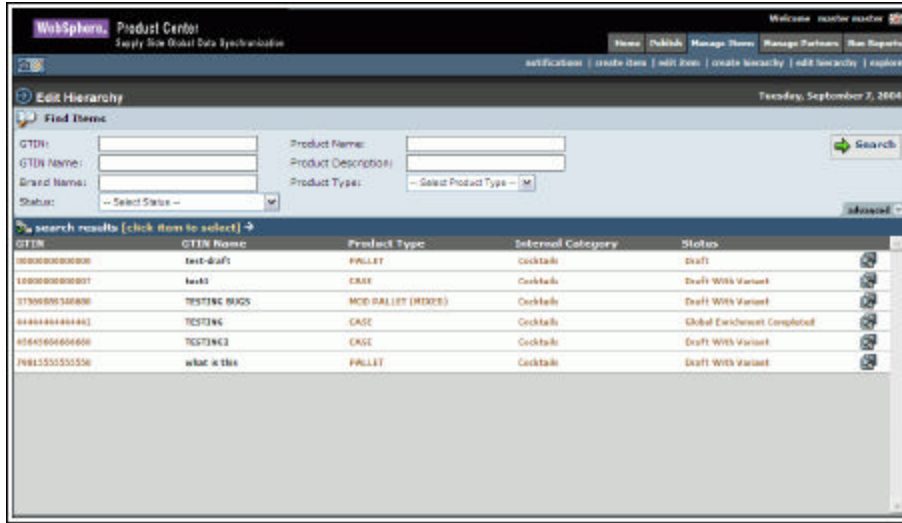 WebSphere. Product Center
Supply Side Global Data Synchronization
Welcome master master
Home Publish Manage Items Manage Partners Run Reports
notifications | create item | edit item | create hierarchy | edit hierarchy | explore
Edit Hierarchy
Tuesday, September 7, 2004
Find Items
GTIN: Product Name: Search
GTIN Name: Product Description:
Brand Name: Product Type: -- Select Product Type --
Status: -- Select Status --
advanced
search results [click item to select]
GTIN GTIN Name Product Type Internal Category Status
test-draft PALLET Cocktails Draft
test1 CASE Cocktails Draft With Variant
TESTING BUGS MOD PALLET (MIXED) Cocktails Draft With Variant
TESTING CASE Cocktails Global Enrichment Completed
TESTING2 CASE Cocktails Draft With Variant
what is this PALLET Cocktails Draft With Variant